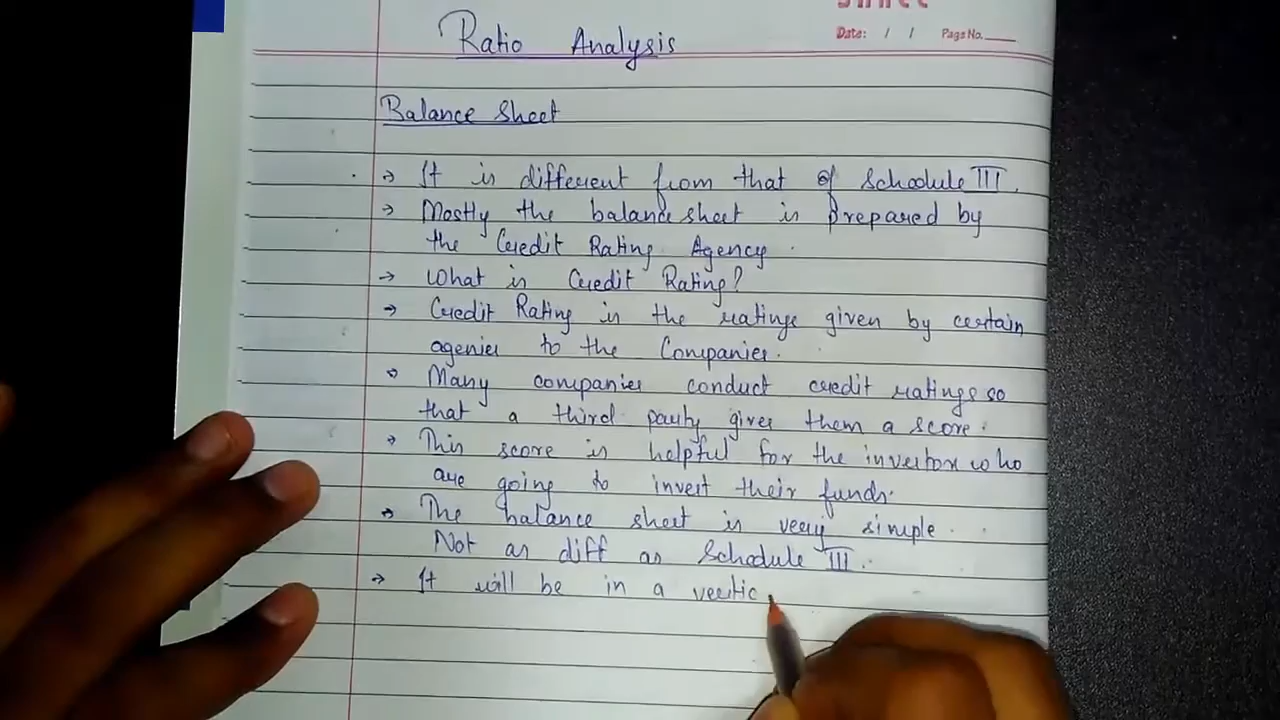 Date: / / Page No.
Ratio Analysis
Balance Sheet
→ It is different from that of Schedule III.
→ Mostly the balance sheet is prepared by
the Credit Rating Agency.
→ What is Credit Rating?
→ Credit Rating is the ratings given by certain
agenies to the Companies.
→ Many companies conduct credit ratings so
that a third party gives them a score.
→ This score is helpful for the investor who
are going to invest their funds.
→ The balance sheet is very simple.
Not as diff as Schedule III.
→ It will be in a vertic